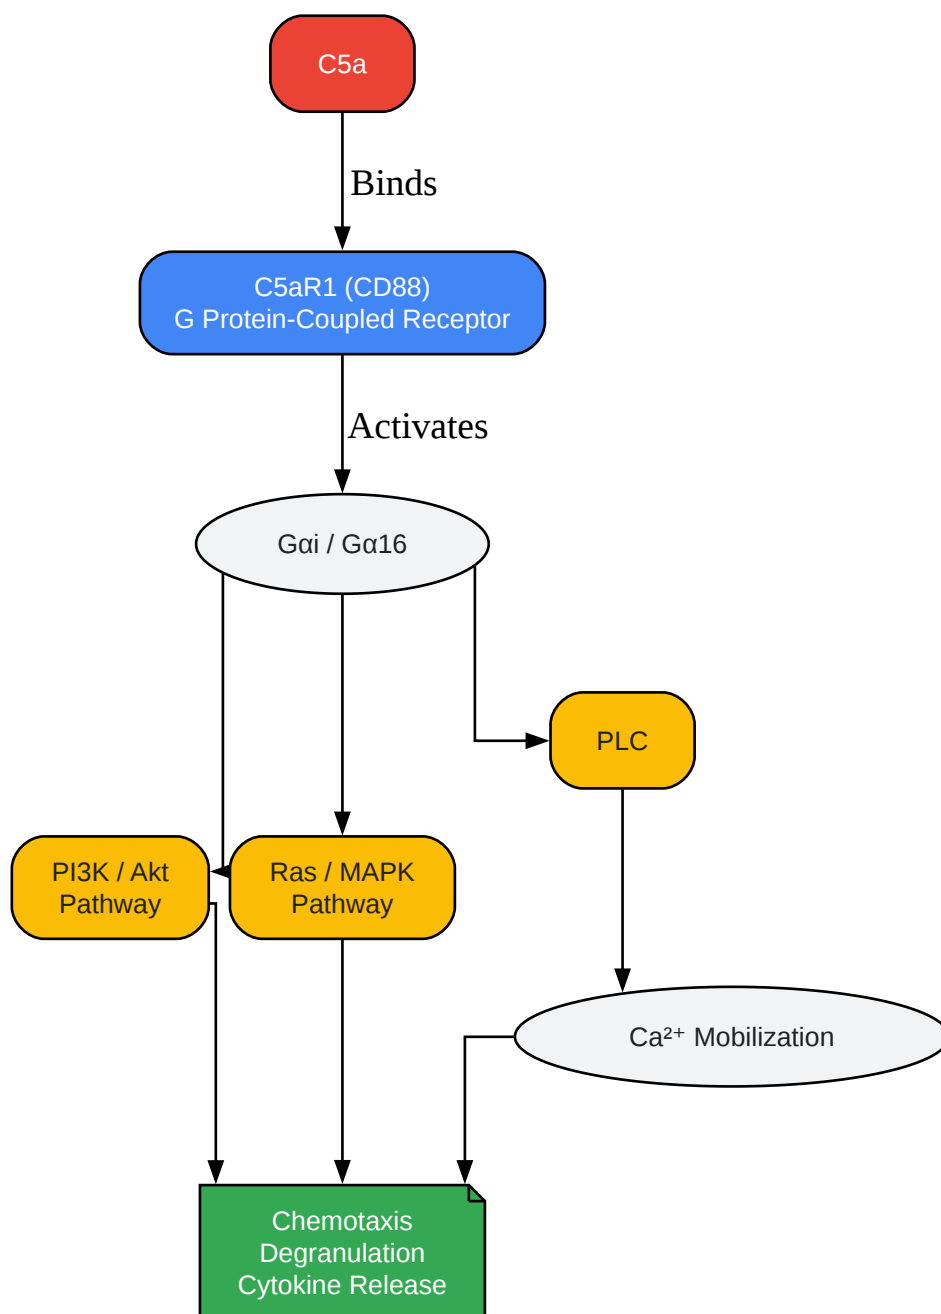 C5a
Binds
C5aR1 (CD88)
G Protein-Coupled Receptor
Activates
Gαi / Gα16
PLC
PI3K / Akt
Pathway
Ras / MAPK
Pathway
Ca²⁺ Mobilization
Chemotaxis
Degranulation
Cytokine Release